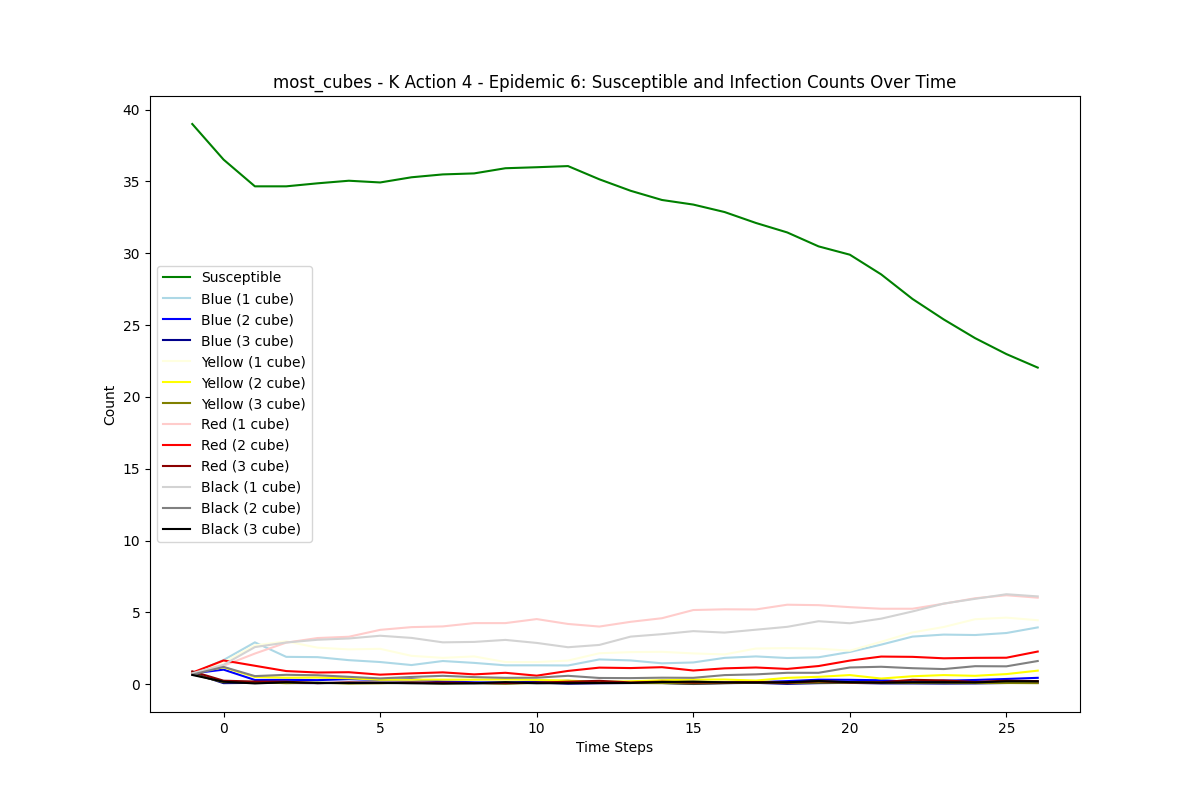 most_cubes - K Action 4 - Epidemic 6: Susceptible and Infection Counts Over Time
40
35
30
25
20
15
10
5
0
Count
Susceptible
Blue (1 cube)
Blue (2 cube)
Blue (3 cube)
Yellow (1 cube)
Yellow (2 cube)
Yellow (3 cube)
Red (1 cube)
Red (2 cube)
Red (3 cube)
Black (1 cube)
Black (2 cube)
Black (3 cube)
0 5 10 15 20 25
Time Steps